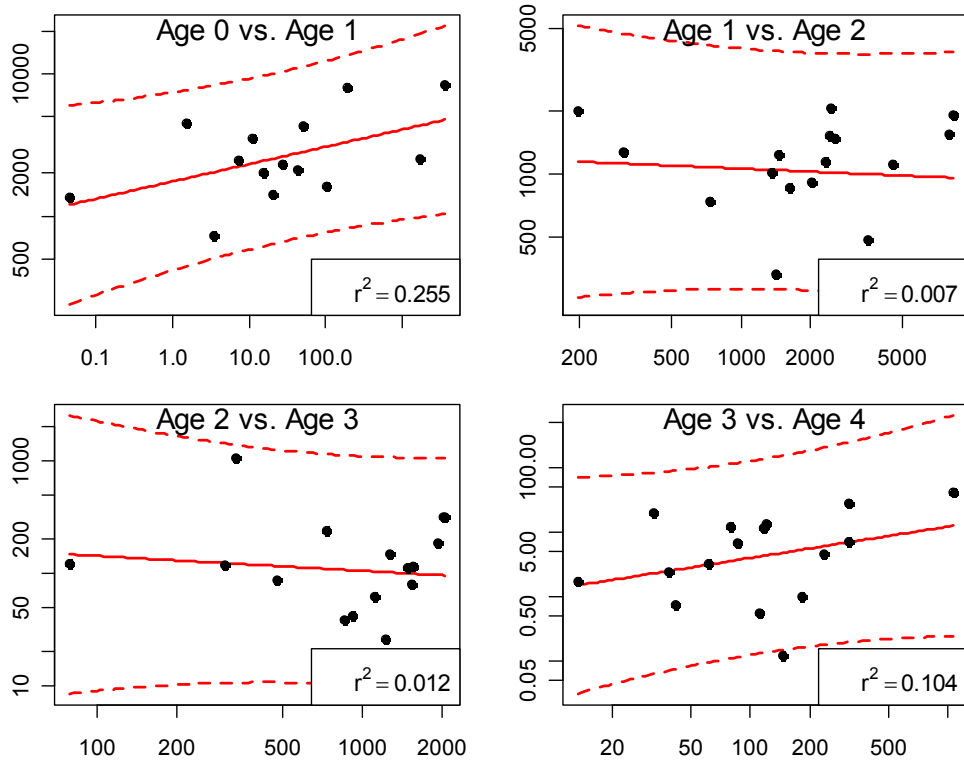 Age 0 vs. Age 1
10000
2000
500
r² = 0.255
0.1 1.0 10.0 100.0
Age 1 vs. Age 2
5000
1000
500
r² = 0.007
200 500 1000 2000 5000
Age 2 vs. Age 3
1000
200
50
10
r² = 0.012
100 200 500 1000 2000
Age 3 vs. Age 4
100.00
5.00
0.50
0.05
r² = 0.104
20 50 100 200 500